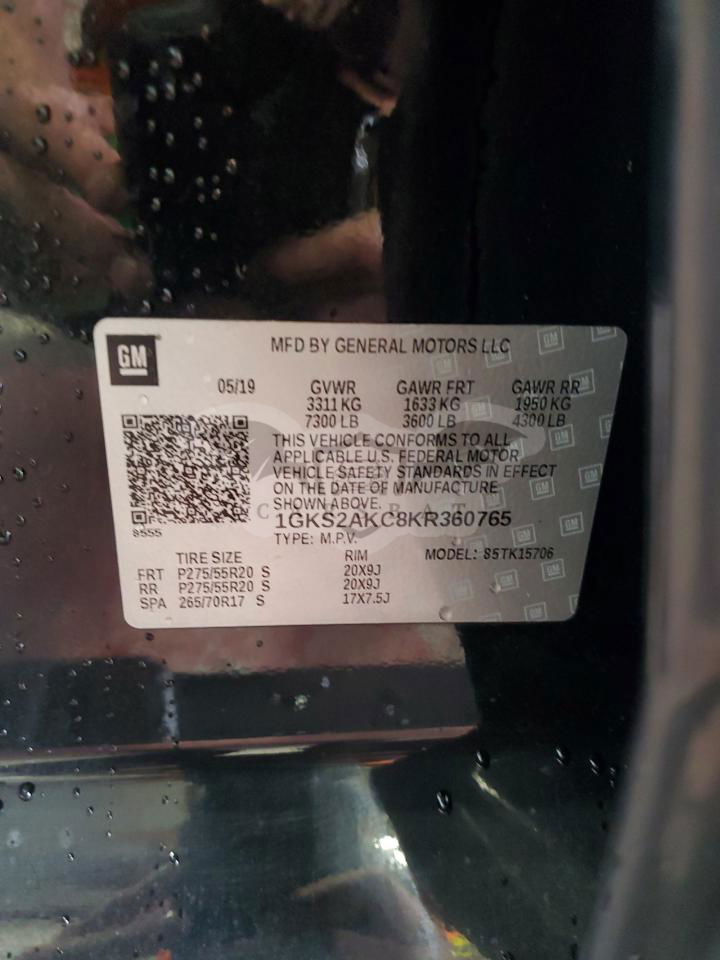 GM
MFD BY GENERAL MOTORS LLC
05/19 GVWR GAWR FRT GAWR RR
3311 KG 1633 KG 1950 KG
7300 LB 3600 LB 4300 LB
THIS VEHICLE CONFORMS TO ALL
APPLICABLE U.S. FEDERAL MOTOR
VEHICLE SAFETY STANDARDS IN EFFECT
ON THE DATE OF MANUFACTURE
SHOWN ABOVE.
1GKS2AKC8KR360765
8555
TYPE: M.P.V.
TIRE SIZE RIM MODEL: 85TK15706
FRT P275/55R20 S 20X9J
RR P275/55R20 S 20X9J
SPA 265/70R17 S 17X7.5J